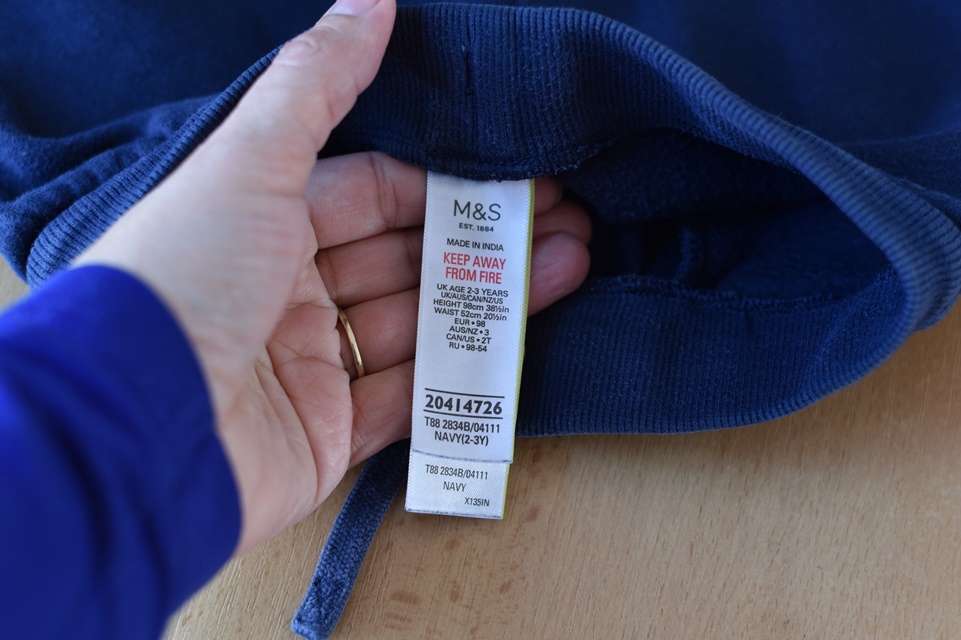 M&S
EST. 1884
MADE IN INDIA
KEEP AWAY
FROM FIRE
UK AGE 2-3 YEARS
UK/AUS/CAN/NZ/US
HEIGHT 98cm 38½in
WAIST 52cm 20½in
EUR • 98
AUS/NZ • 3
CAN/US • 2T
RU • 98-54
20414726
T88 2834B/04111
NAVY(2-3Y)
T88 2834B/04111
NAVY
X135IN